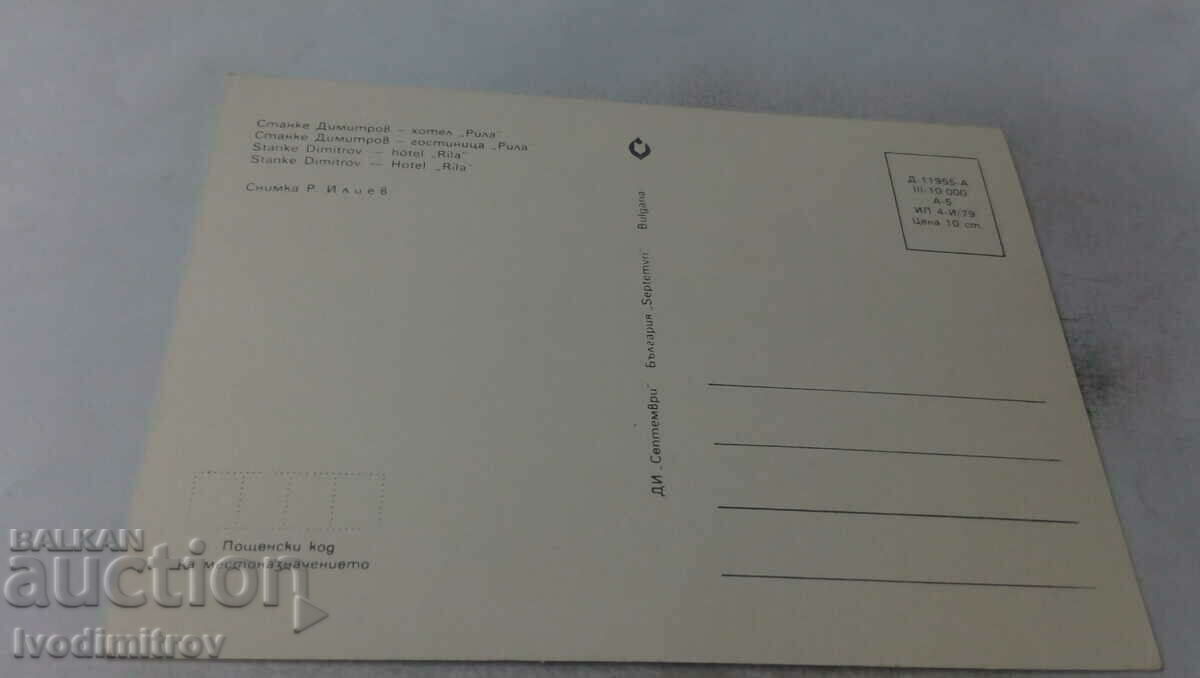 Станке Димитров – хотел „Рила"
Станке Димитров – гостиница „Рила
Stanke Dimitrov — hôtel „Rila"
Stanke Dimitrov — Hotel „Rila"
Снимка Р. Илиев
ДИ „Септември" България „Septemvri" Bulgaria
Д-11955-А
III-10 000
А-5
ИП 4-И/79
Цена 10 ст.
Пощенски код
на местоназначението
BALKAN
auction
Ivodimitrov